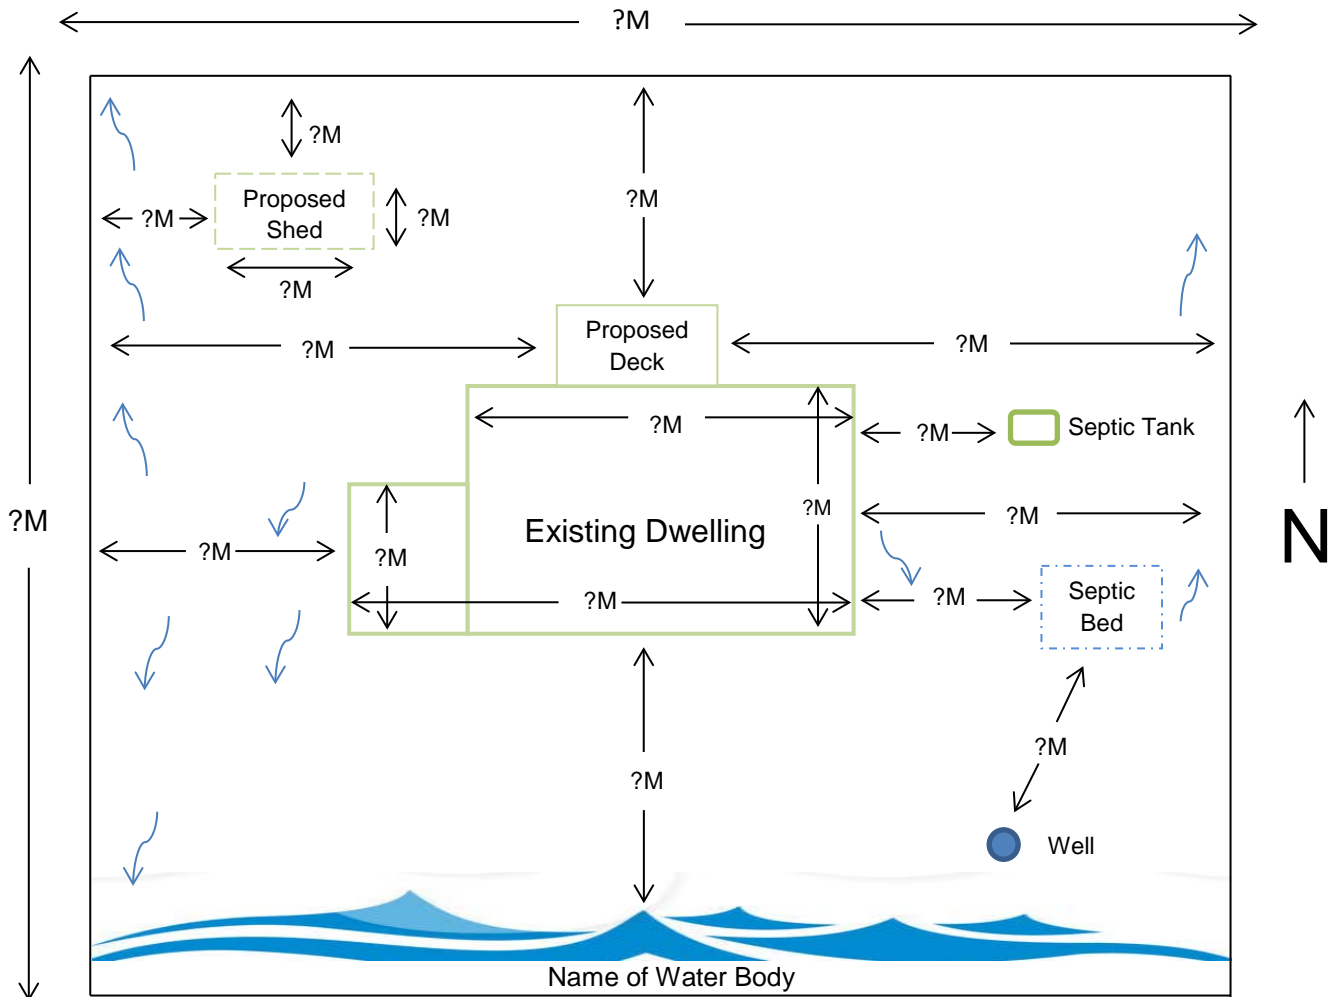 ?M
?M
Proposed
Shed
?M
?M
?M
?M
?M
Proposed
Deck
?M
?M
?M
Septic Tank
?M
?M
?M
Existing Dwelling
?M
N
?M
?M
?M
?M
Septic
Bed
?M
?M
Well
Name of Water Body